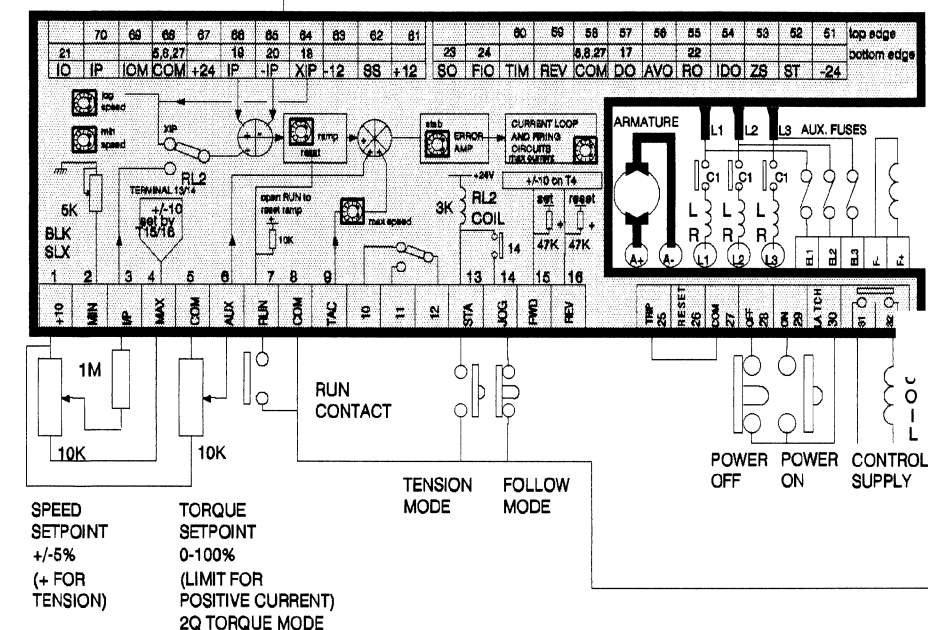 70 69 68 67 66 65 64 63 62 61 60 59 58 57 56 55 54 53 52 51 top edge
21 5,8,27 19 20 18 23 24 5,8,27 17 22 bottom edge
IO IP IOM COM +24 IP -IP XIP -12 SS +12 SO FIO TIM REV COM DO AVO RO IDO ZS ST -24
jog
speed
min
speed
XIP
RL2
+ -
ramp
reset
+ - +
stab
ERROR
AMP
CURRENT LOOP
AND FIRING
CIRCUITS
max current
ARMATURE
L1 L2 L3 AUX. FUSES
C1 C1 C1
L L L
R R R
A+ A- L1 L2 L3
EL1 EL2 EL3 F- F+
5K
BLK
SLX
TERMINAL 13/14
+/-10
set by
T15/16
open RUN to
reset ramp
10K
max speed
+24V
3K
RL2
COIL
14
+/-10 on T4
set reset
+ +
47K 47K
1 2 3 4 5 6 7 8 9 13 14 15 16
+10 MIN I/P MAX COM AUX RUN COM TAC 10 11 12 STA JOG FWD REV
TRIP 25 RESET 26 COM 27 OFF 28 ON 29 LATCH 30 S1 S2
1M
10K
10K
RUN
CONTACT
TENSION
MODE
FOLLOW
MODE
POWER
OFF
POWER
ON
CONTROL
SUPPLY
SPEED
SETPOINT
+/-5%
(+ FOR
TENSION)
TORQUE
SETPOINT
0-100%
(LIMIT FOR
POSITIVE CURRENT)
2Q TORQUE MODE